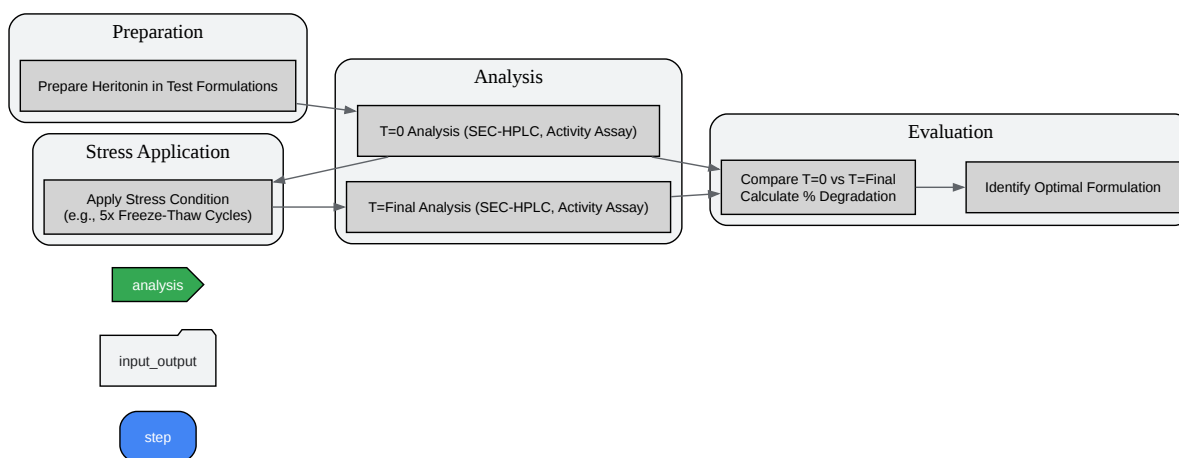 Preparation
Prepare Heritonin in Test Formulations
Stress Application
Apply Stress Condition
(e.g., 5x Freeze-Thaw Cycles)
Analysis
T=0 Analysis (SEC-HPLC, Activity Assay)
T=Final Analysis (SEC-HPLC, Activity Assay)
Evaluation
Compare T=0 vs T=Final
Calculate % Degradation
Identify Optimal Formulation
analysis
input_output
step